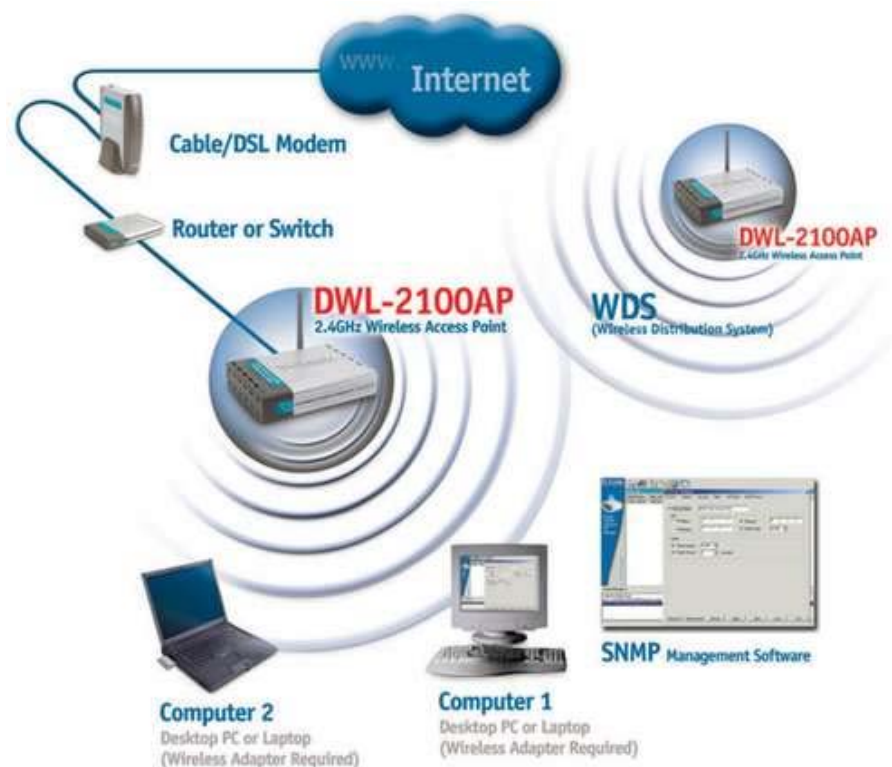 www.
Internet
Cable/DSL Modem
Router or Switch
DWL-2100AP
2.4GHz Wireless Access Point
DWL-2100AP
2.4GHz Wireless Access Point
WDS
(Wireless Distribution System)
SNMP Management Software
Computer 2
Desktop PC or Laptop
(Wireless Adapter Required)
Computer 1
Desktop PC or Laptop
(Wireless Adapter Required)